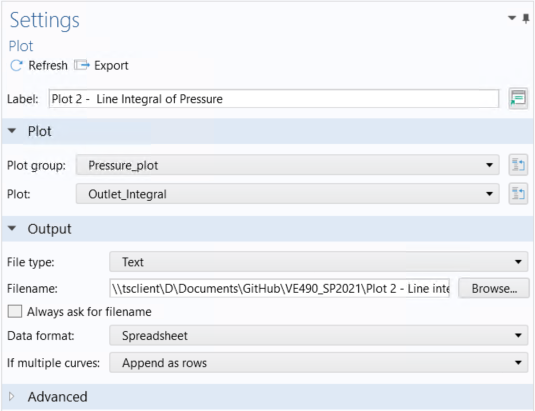 Settings
Plot
Refresh Export
Label: Plot 2 - Line Integral of Pressure
Plot
Plot group: Pressure_plot
Plot: Outlet_Integral
Output
File type: Text
Filename: \\tsclient\D\Documents\GitHub\VE490_SP2021\Plot 2 - Line inte Browse...
Always ask for filename
Data format: Spreadsheet
If multiple curves: Append as rows
Advanced